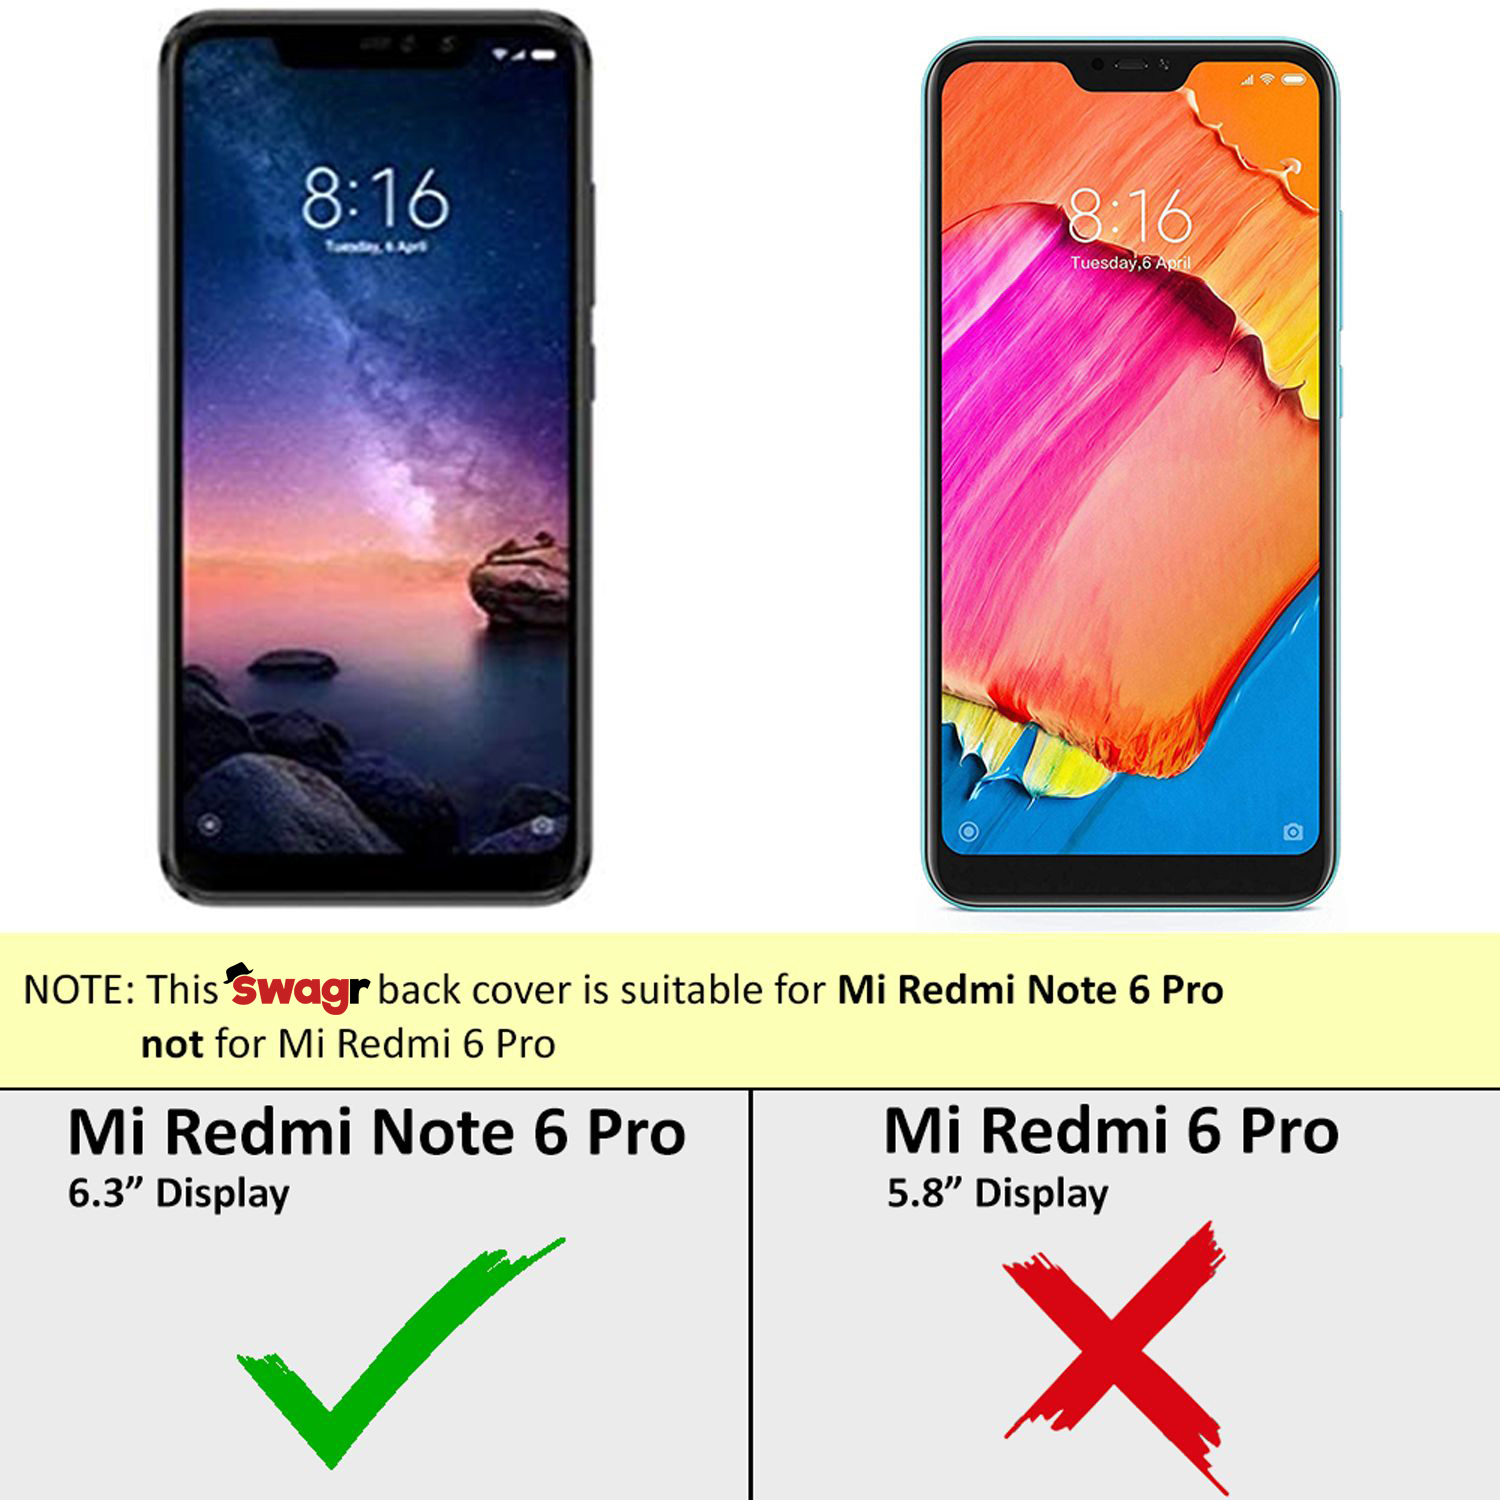 8:16
Tuesday, 6 April
8:16
Tuesday,6 April
NOTE: This swagr back cover is suitable for Mi Redmi Note 6 Pro
not for Mi Redmi 6 Pro
Mi Redmi Note 6 Pro
6.3” Display
Mi Redmi 6 Pro
5.8” Display